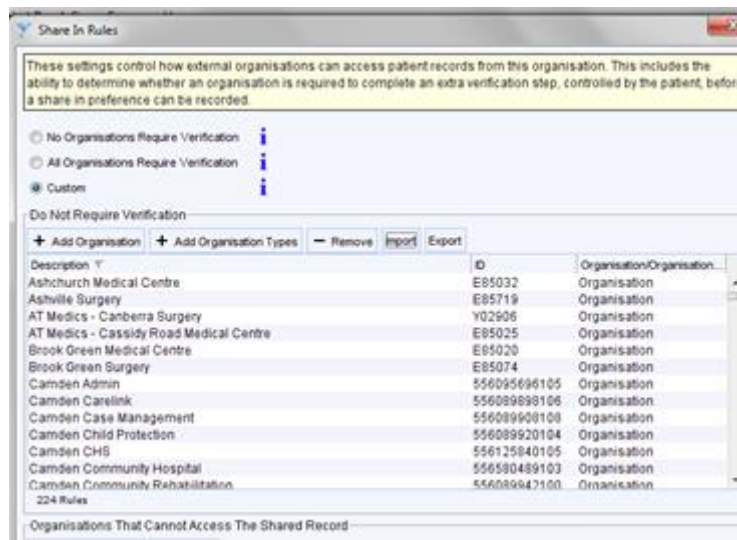 Share In Rules
These settings control how external organisations can access patient records from this organisation. This includes the
ability to determine whether an organisation is required to complete an extra verification step, controlled by the patient, befor
a share in preference can be recorded.
No Organisations Require Verification
All Organisations Require Verification
Custom
Do Not Require Verification
+ Add Organisation + Add Organisation Types − Remove Import Export
Description ID Organisation/Organisation...
Ashchurch Medical Centre E85032 Organisation
Ashville Surgery E85719 Organisation
AT Medics - Canberra Surgery Y02906 Organisation
AT Medics - Cassidy Road Medical Centre E85025 Organisation
Brook Green Medical Centre E85020 Organisation
Brook Green Surgery E85074 Organisation
Camden Admin 556095696105 Organisation
Camden Carelink 556089898106 Organisation
Camden Case Management 556089908108 Organisation
Camden Child Protection 556089920104 Organisation
Camden CHS 556125840105 Organisation
Camden Community Hospital 556580489103 Organisation
Camden Community Rehabilitation 556089942100 Organisation
224 Rules
Organisations That Cannot Access The Shared Record